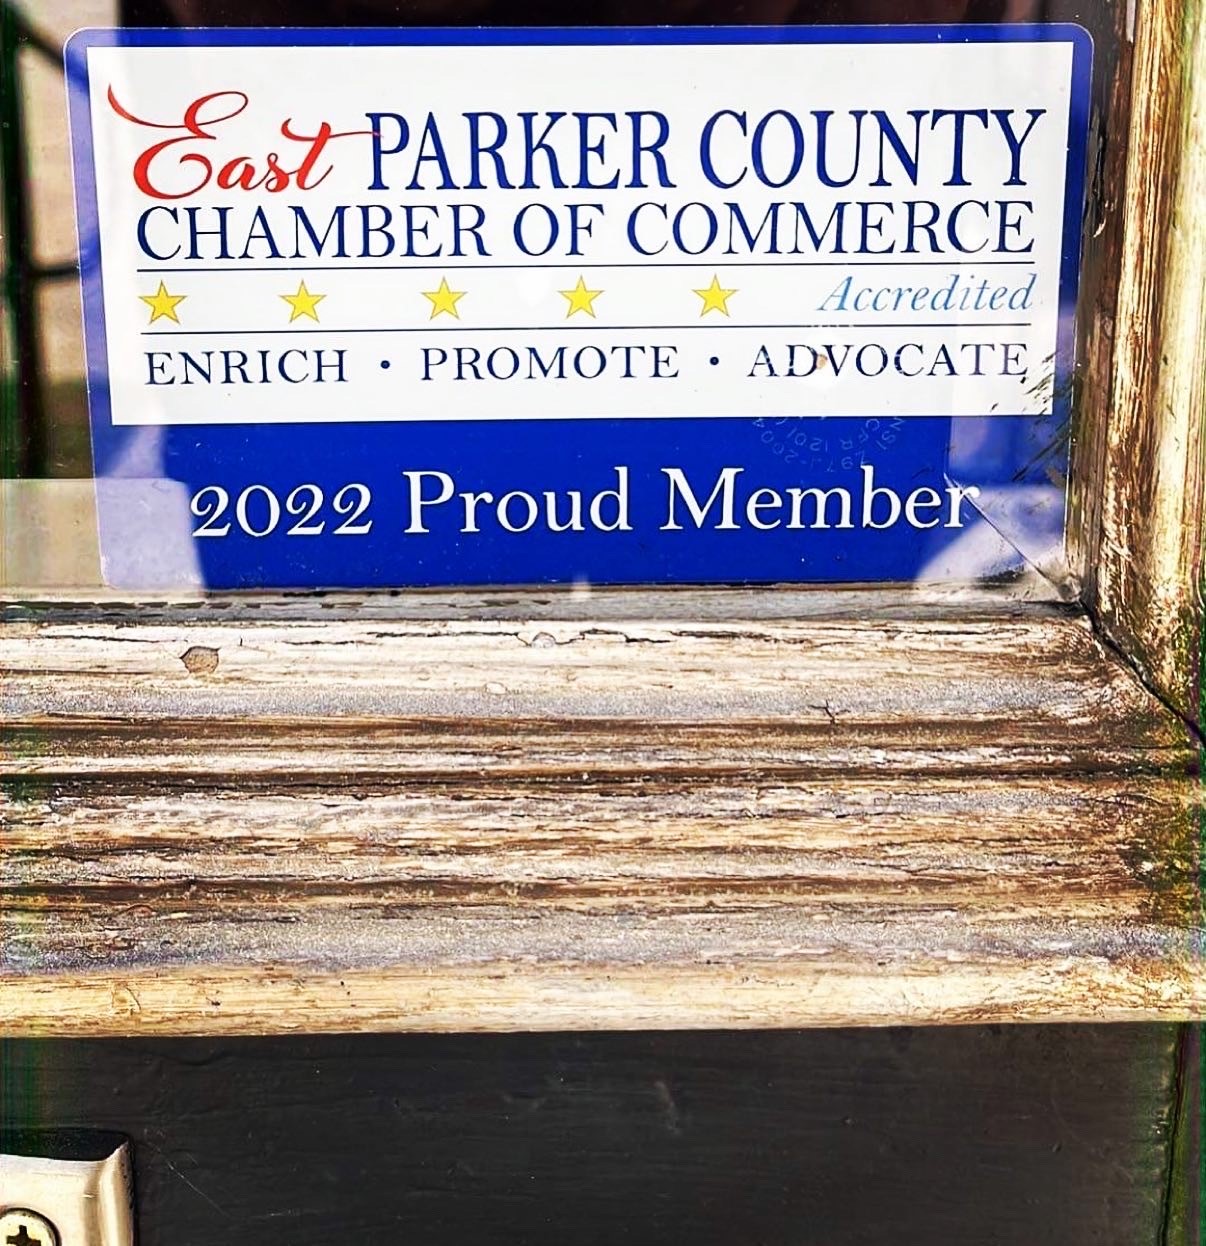 East PARKER COUNTY
CHAMBER OF COMMERCE
Accredited
ENRICH • PROMOTE • ADVOCATE
2022 Proud Member